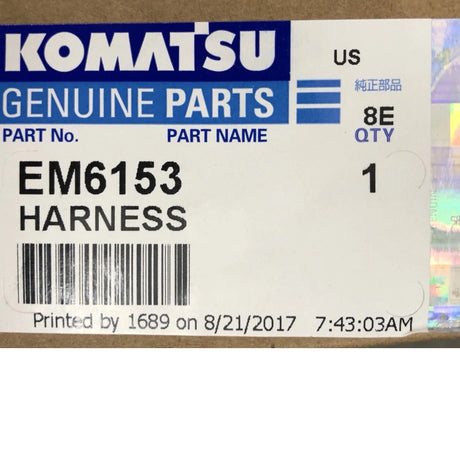 KOMATSU
US
GENUINE PARTS
純正部品
8E
PART No. PART NAME QTY
EM6153 1
HARNESS
Printed by 1689 on 8/21/2017 7:43:03AM